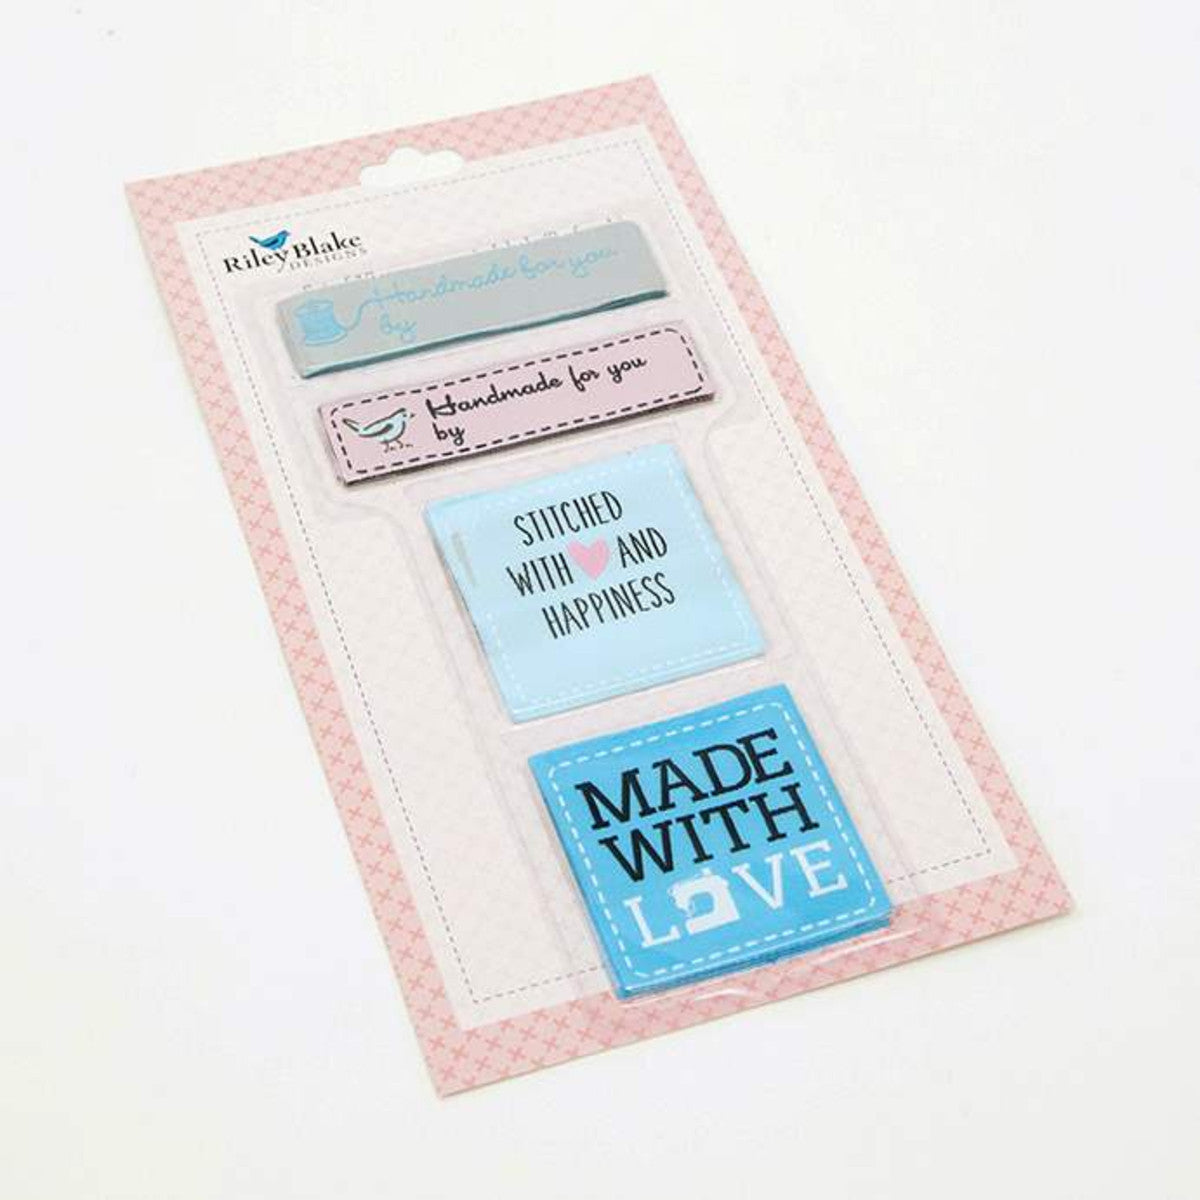 Riley Blake
DESIGNS
Handmade for you
by
Handmade for you
by
STITCHED
WITH AND
HAPPINESS
MADE
WITH
LOVE